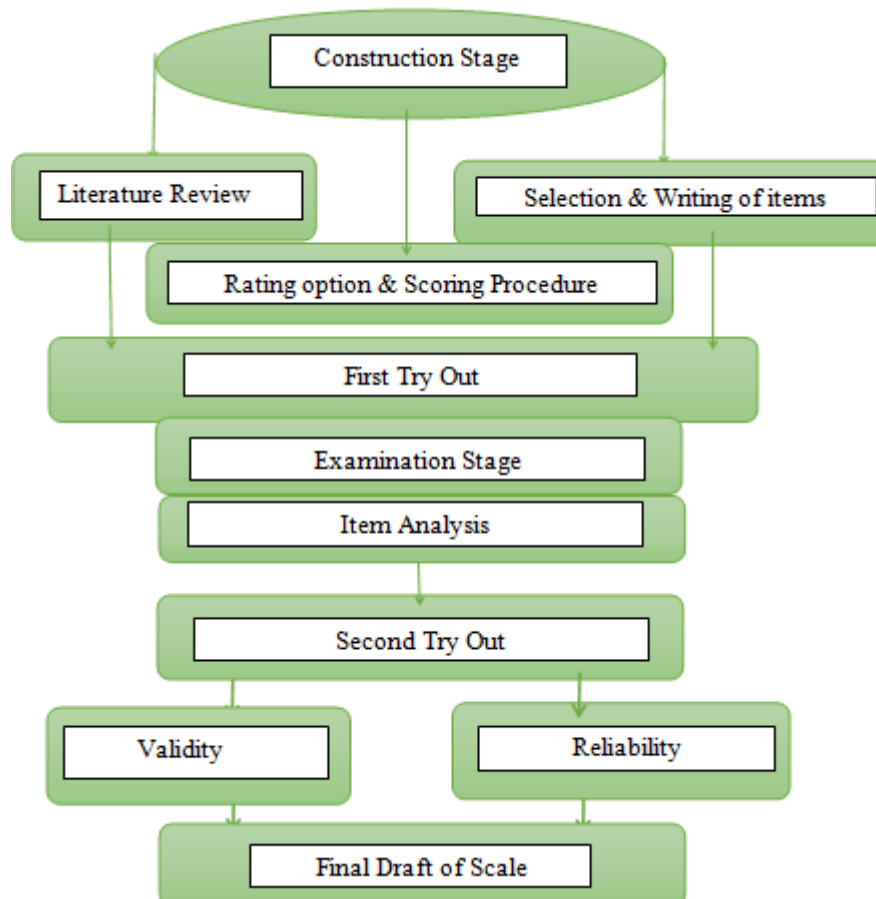 Construction Stage
Literature Review
Selection & Writing of items
Rating option & Scoring Procedure
First Try Out
Examination Stage
Item Analysis
Second Try Out
Validity
Reliability
Final Draft of Scale